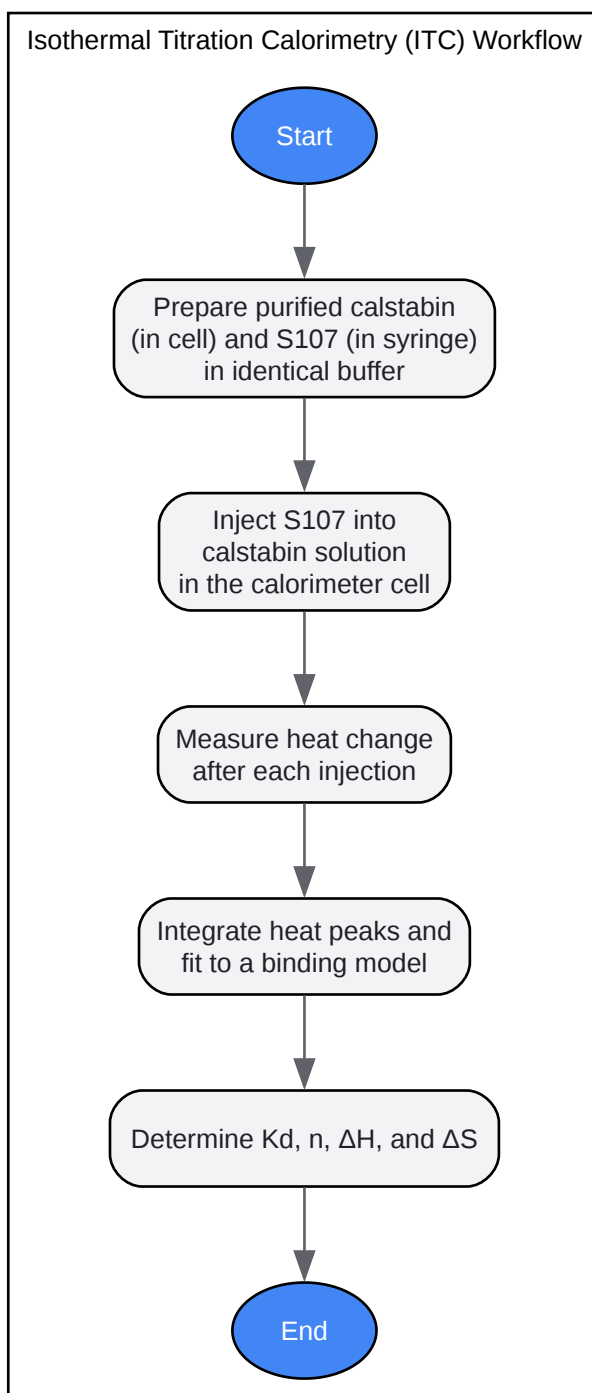 Isothermal Titration Calorimetry (ITC) Workflow
Start
Prepare purified calstabin
(in cell) and S107 (in syringe)
in identical buffer
Inject S107 into
calstabin solution
in the calorimeter cell
Measure heat change
after each injection
Integrate heat peaks and
fit to a binding model
Determine Kd, n, ΔH, and ΔS
End